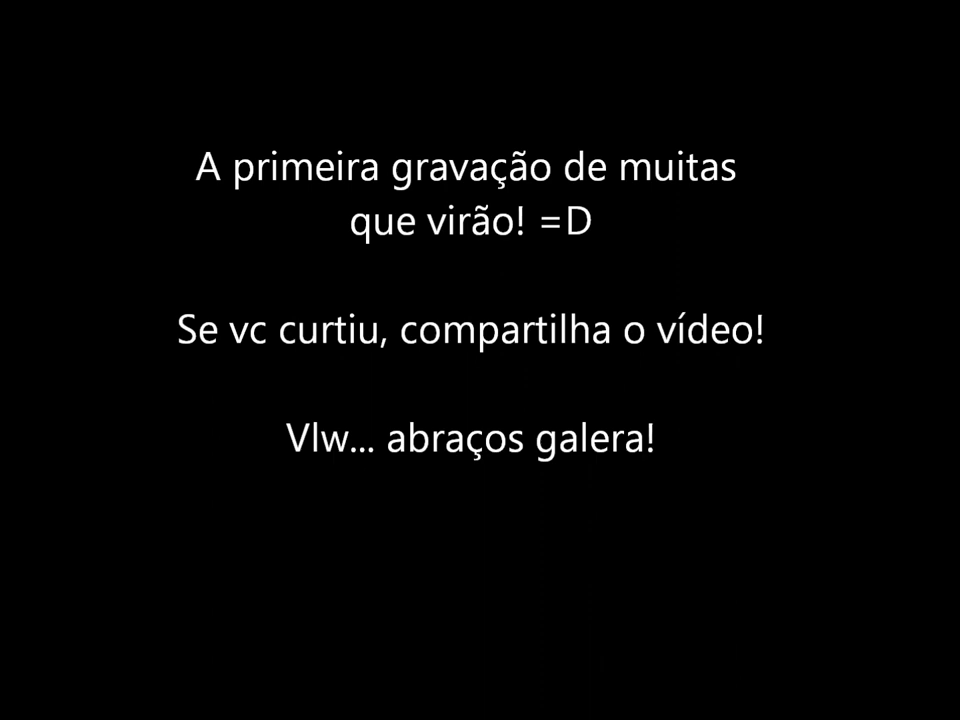 A primeira gravação de muitas
que virão! =D
Se vc curtiu, compartilha o vídeo!
Vlw... abraços galera!